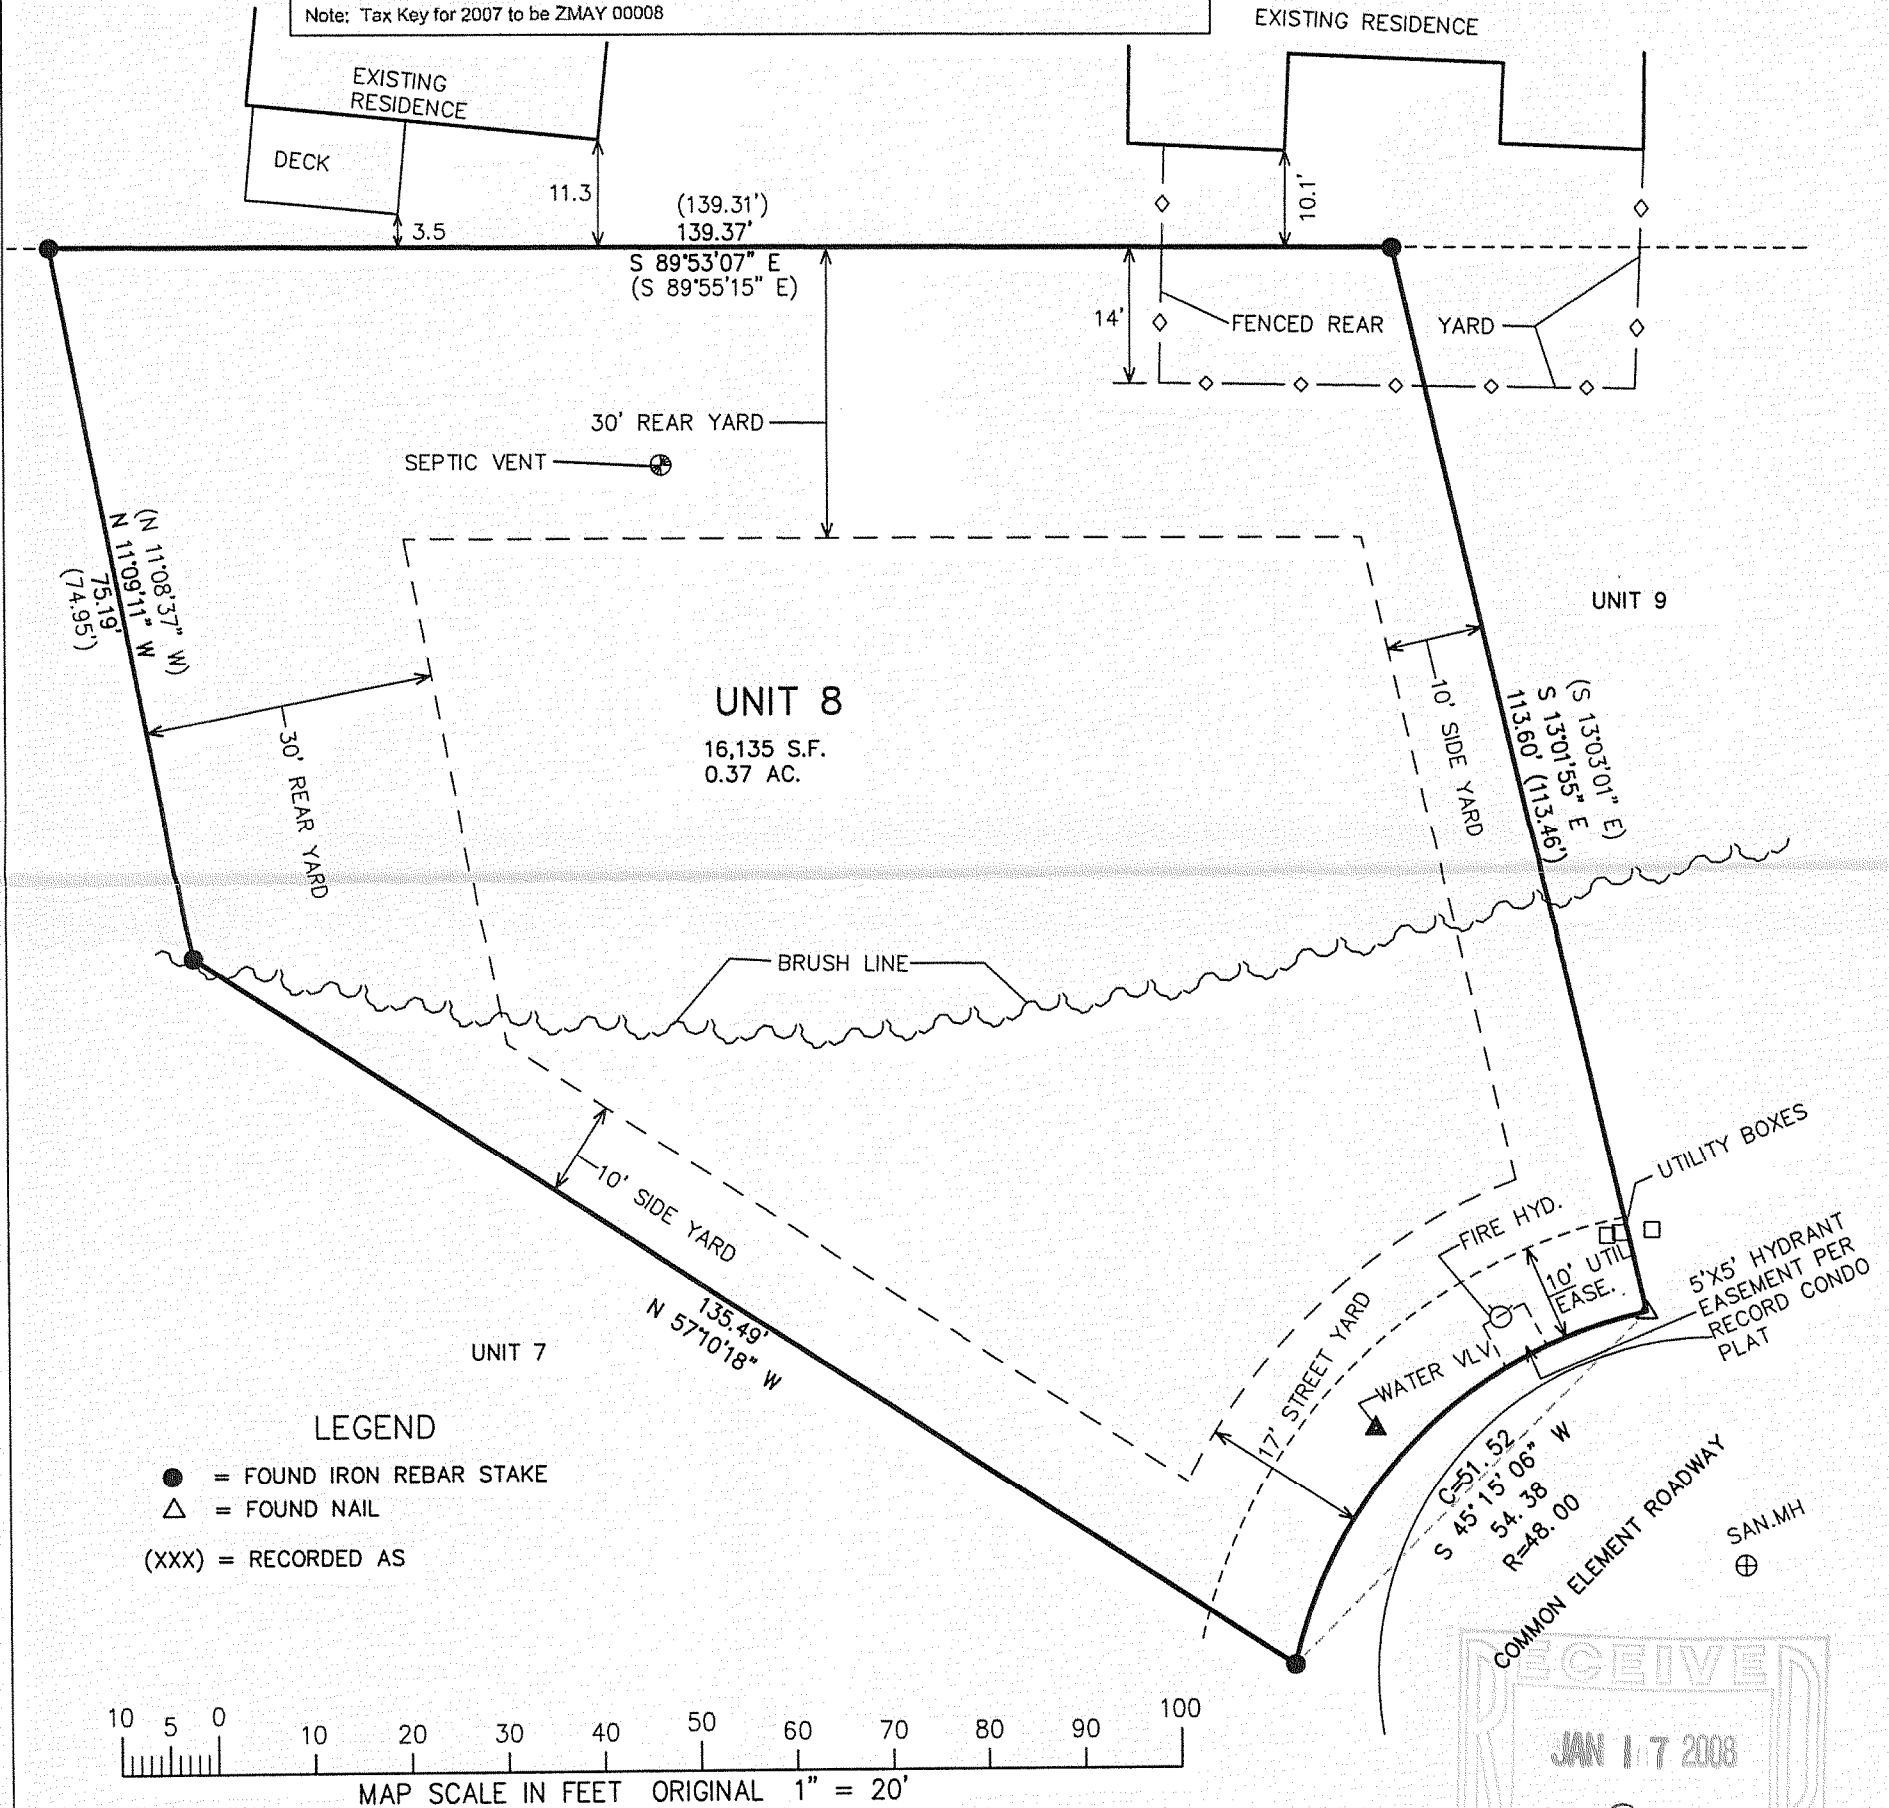 Note: Tax Key for 2007 to be ZMAY 00008
EXISTING RESIDENCE
EXISTING
RESIDENCE
DECK
11.3
3.5
(139.31')
139.37'
S 89°53'07" E
(S 89°55'15" E)
10.1'
14'
FENCED REAR YARD
30' REAR YARD
SEPTIC VENT
(N 11°08'37" W)
N 11°09'11" W
75.19'
(74.95')
UNIT 9
UNIT 8
16,135 S.F.
0.37 AC.
30' REAR YARD
10' SIDE YARD
(S 13°03'01" E)
S 13°01'55" E
113.60' (113.46')
BRUSH LINE
10' SIDE YARD
135.49'
N 57°10'18" W
UNIT 7
UTILITY BOXES
FIRE HYD.
10' UTIL
EASE.
5'X5' HYDRANT
EASEMENT PER
RECORD CONDO
PLAT
17' STREET YARD
WATER VLV
C=51.52
S 45°15'06" W
54.38
R=48.00
COMMON ELEMENT ROADWAY
SAN.MH
LEGEND
= FOUND IRON REBAR STAKE
= FOUND NAIL
(XXX) = RECORDED AS
10 5 0 10 20 30 40 50 60 70 80 90 100
MAP SCALE IN FEET ORIGINAL 1" = 20'
RECEIVED
JAN 17 2008